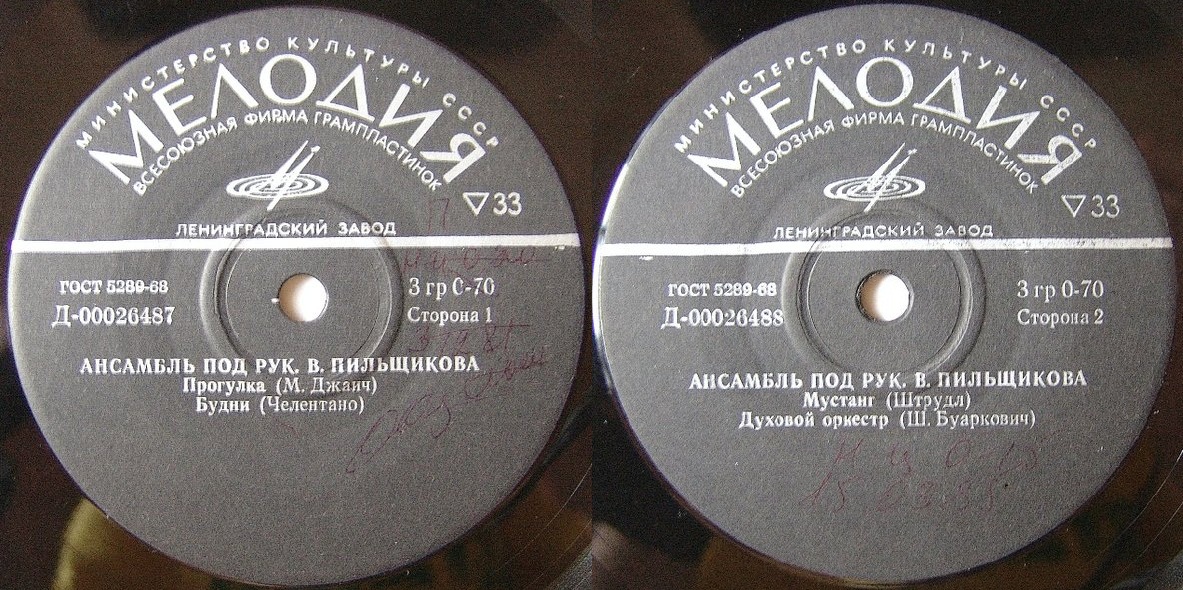 МИНИСТЕРСТВО КУЛЬТУРЫ СССР
МЕЛОДИЯ
ВСЕСОЮЗНАЯ ФИРМА ГРАМПЛАСТИНОК
33
ЛЕНИНГРАДСКИЙ ЗАВОД
ГОСТ 5289-68
3 гр 0-70
Д-00026487
Сторона 1
АНСАМБЛЬ ПОД РУК. В. ПИЛЬЩИКОВА
Прогулка (М. Джаич)
Будни (Челентано)
МИНИСТЕРСТВО КУЛЬТУРЫ СССР
МЕЛОДИЯ
ВСЕСОЮЗНАЯ ФИРМА ГРАМПЛАСТИНОК
33
ЛЕНИНГРАДСКИЙ ЗАВОД
ГОСТ 5289-68
3 гр 0-70
Д-00026488
Сторона 2
АНСАМБЛЬ ПОД РУК. В. ПИЛЬЩИКОВА
Мустанг (Штрудл)
Духовой оркестр (Ш. Буаркович)